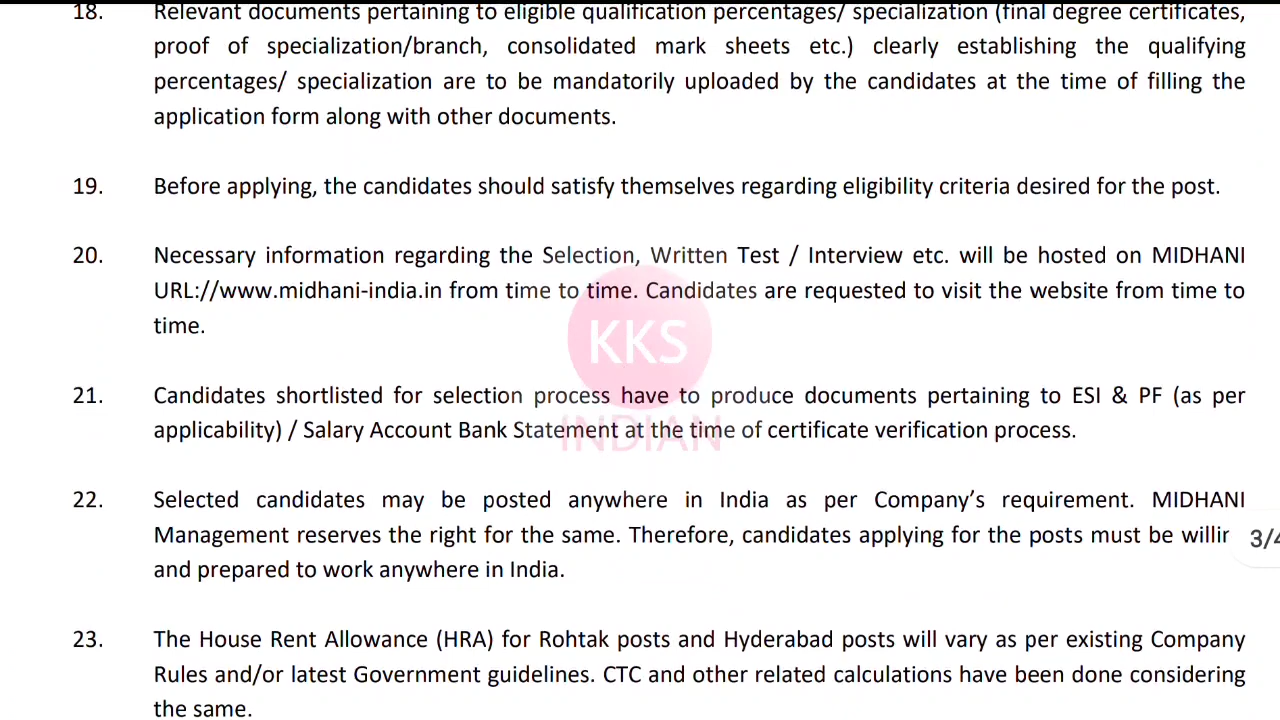 18. Relevant documents pertaining to eligible qualification percentages/ specialization (final degree certificates,
proof of specialization/branch, consolidated mark sheets etc.) clearly establishing the qualifying
percentages/ specialization are to be mandatorily uploaded by the candidates at the time of filling the
application form along with other documents.
19. Before applying, the candidates should satisfy themselves regarding eligibility criteria desired for the post.
20. Necessary information regarding the Selection, Written Test / Interview etc. will be hosted on MIDHANI
URL://www.midhani-india.in from time to time. Candidates are requested to visit the website from time to
time.
KKS
21. Candidates shortlisted for selection process have to produce documents pertaining to ESI & PF (as per
applicability) / Salary Account Bank Statement at the time of certificate verification process.
INDIAN
22. Selected candidates may be posted anywhere in India as per Company’s requirement. MIDHANI
Management reserves the right for the same. Therefore, candidates applying for the posts must be willin
3/4
and prepared to work anywhere in India.
23. The House Rent Allowance (HRA) for Rohtak posts and Hyderabad posts will vary as per existing Company
Rules and/or latest Government guidelines. CTC and other related calculations have been done considering
the same.